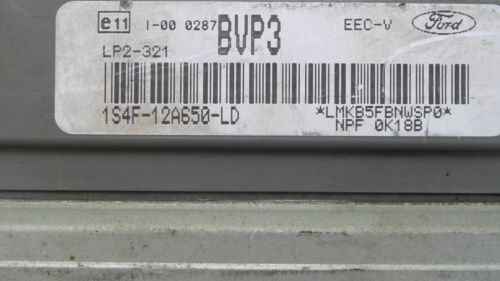 e11 I-00 0287 BVP3 EEC-V Ford
LP2-321
1S4F-12A650-LD *LMKB5FBNWSP0*
NPF 0K18B